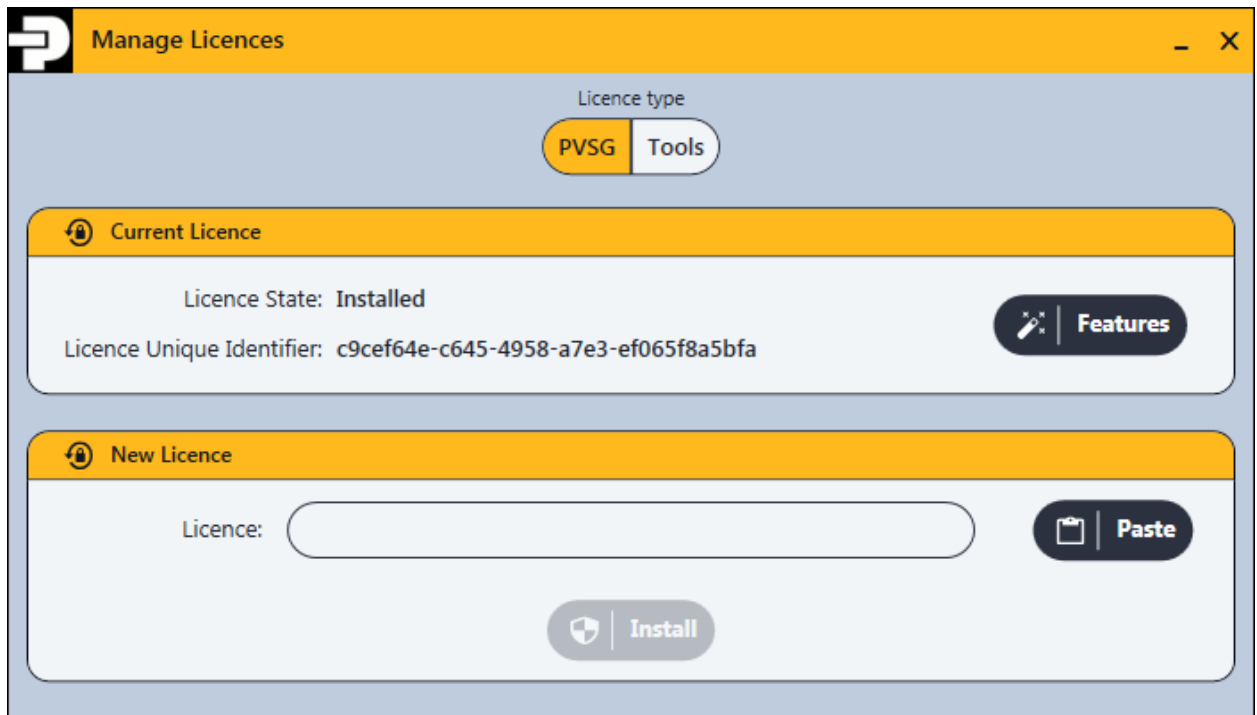 Manage Licences
Licence type
PVSG Tools
Current Licence
Licence State: Installed
Features
Licence Unique Identifier: c9cef64e-c645-4958-a7e3-ef065f8a5bfa
New Licence
Licence:
Paste
Install